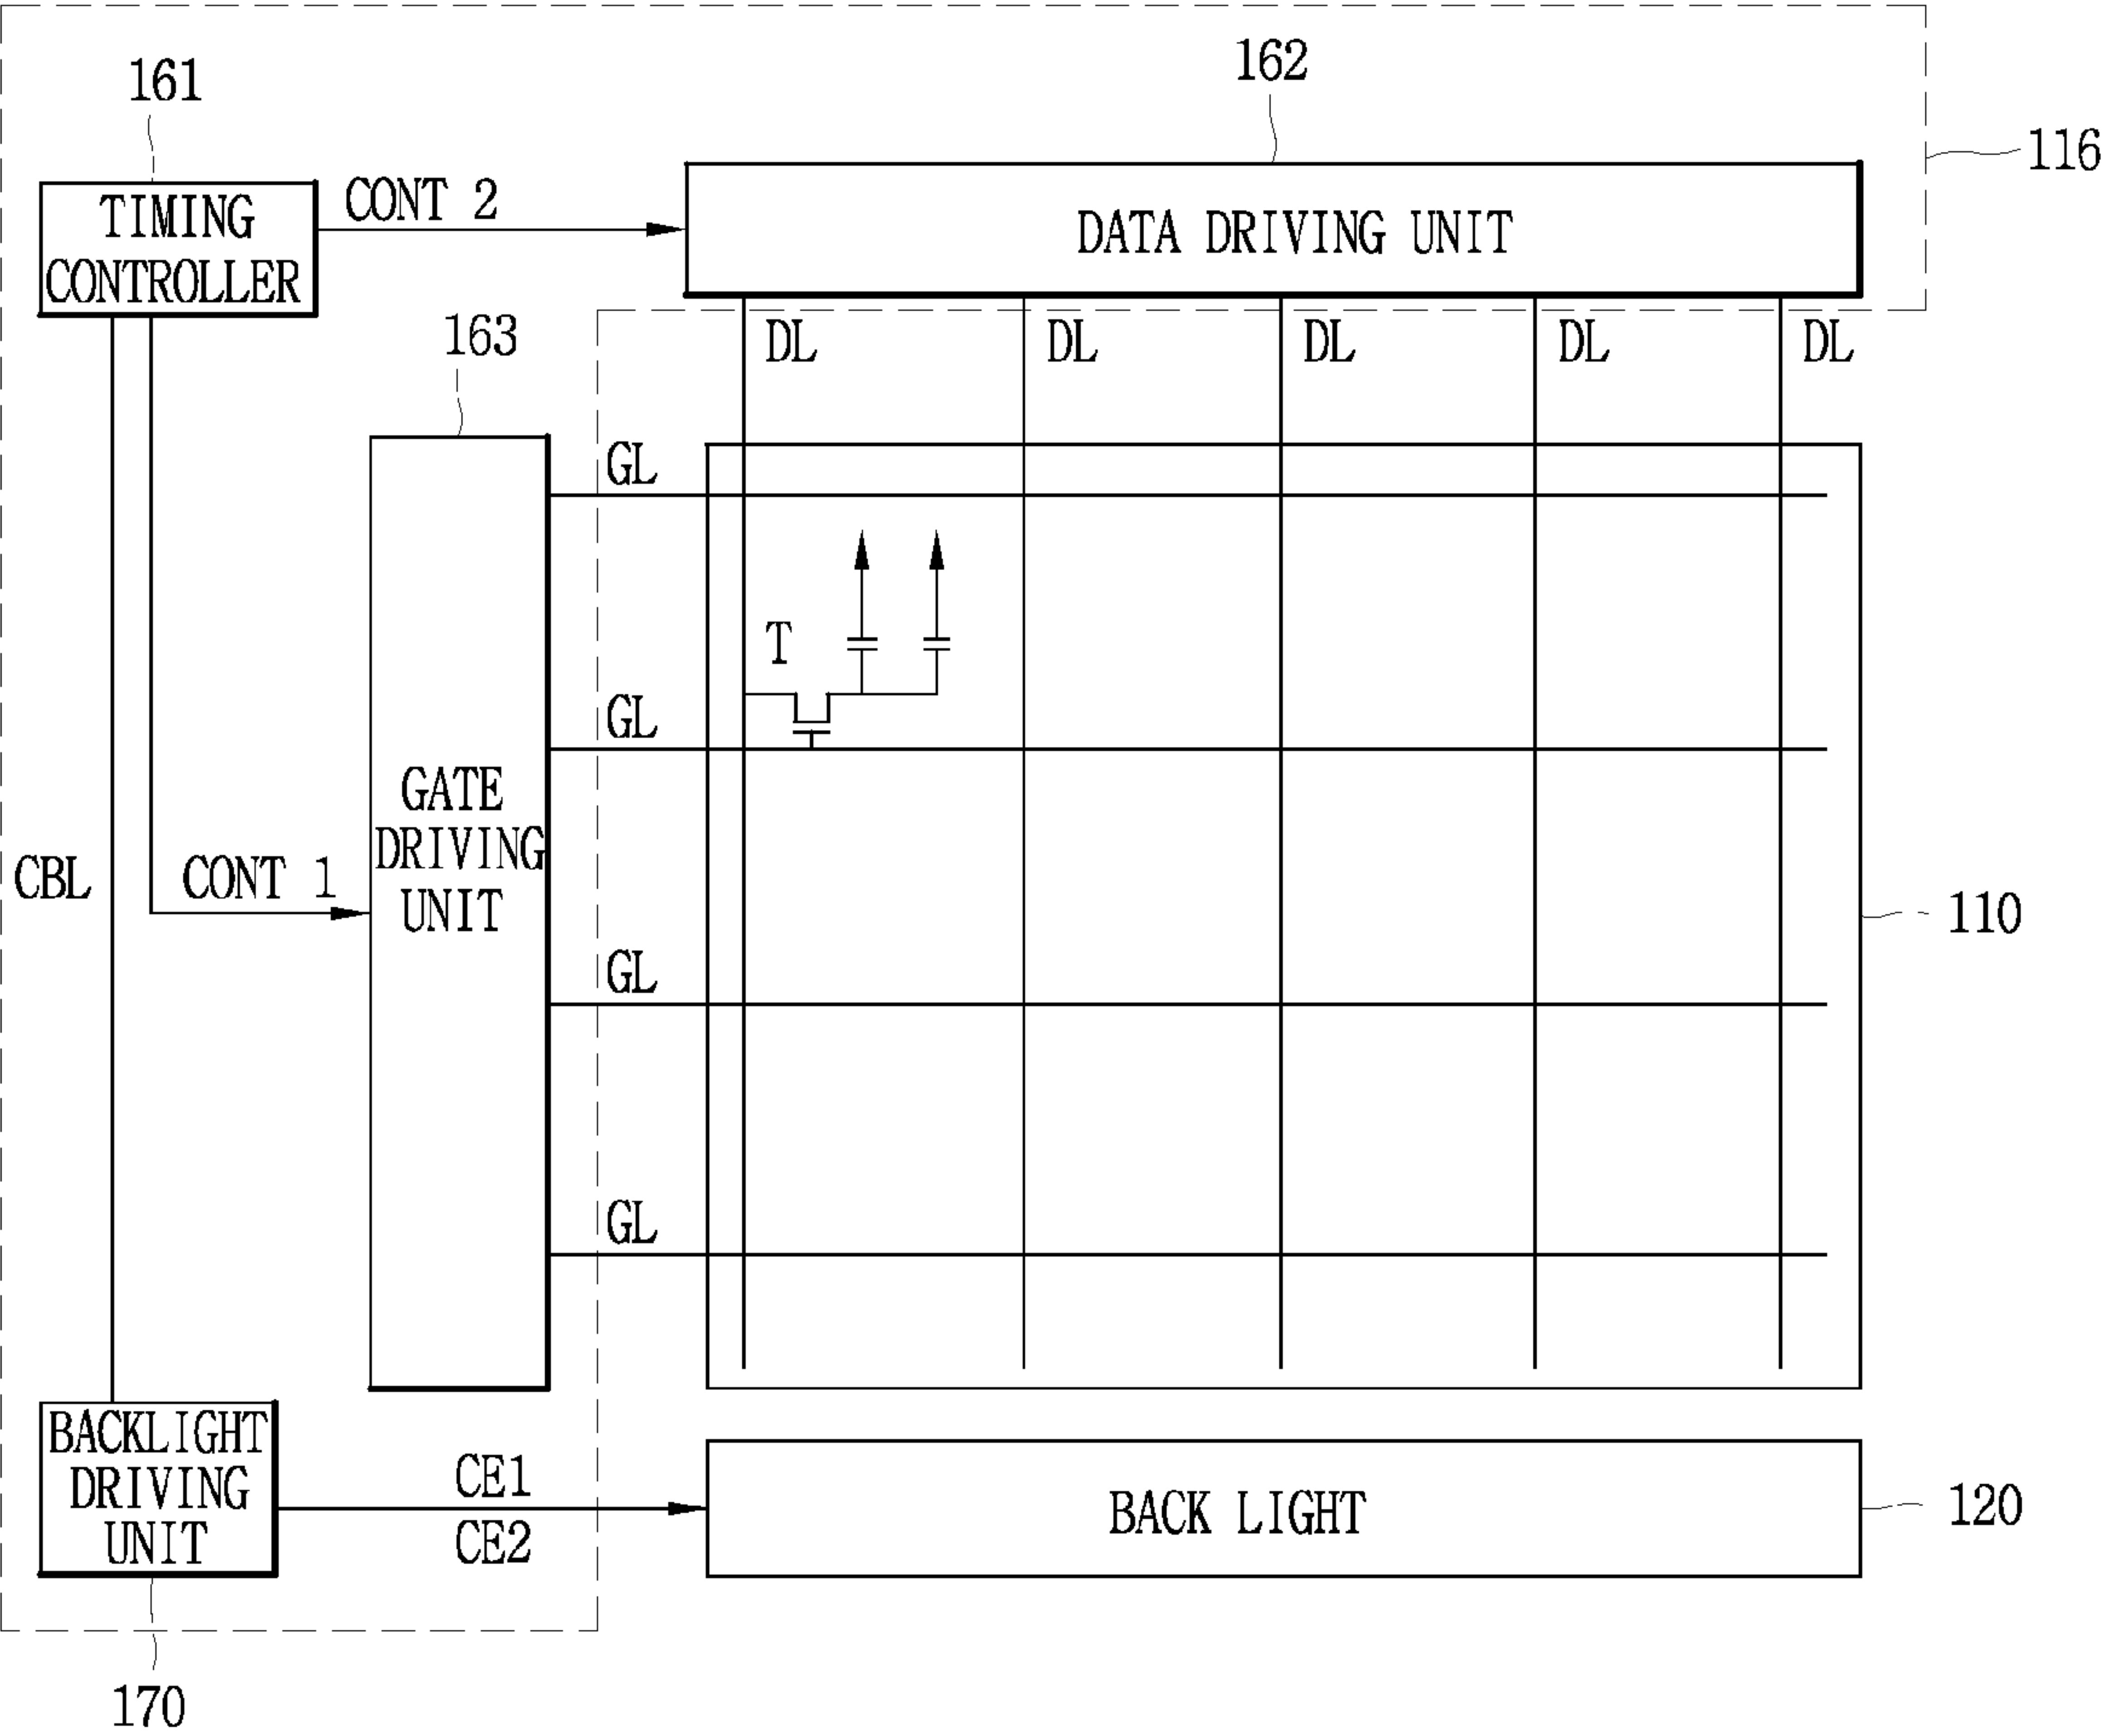 162
161
116
CONT 2
TIMING
CONTROLLER
DATA DRIVING UNIT
163
DL
DL
DL
DL
DL
GL
T
GL
GATE
DRIVING
UNIT
CBL
CONT 1
110
GL
GL
BACKLIGHT
DRIVING
UNIT
CE1
CE2
BACK LIGHT
120
170